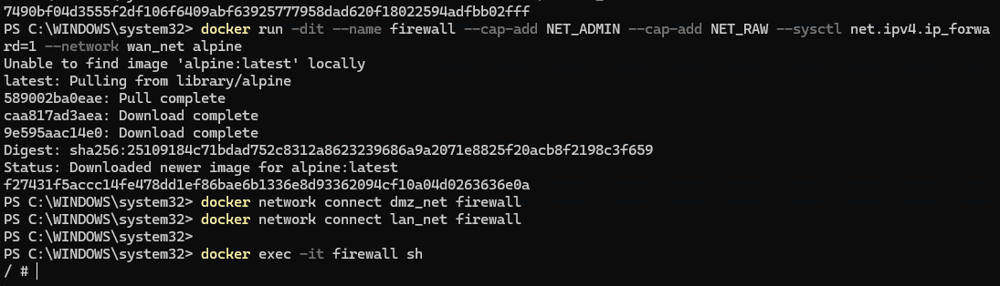 7490bf04d3555f2df106f6409abf63925777958dad620f18022594adfbb02fff
PS C:\WINDOWS\system32> docker run -dit --name firewall --cap-add NET_ADMIN --cap-add NET_RAW --sysctl net.ipv4.ip_forwa
rd=1 --network wan_net alpine
Unable to find image 'alpine:latest' locally
latest: Pulling from library/alpine
589002ba0eae: Pull complete
caa817ad3aea: Download complete
9e595aac14e0: Download complete
Digest: sha256:25109184c71bdad752c8312a8623239686a9a2071e8825f20acb8f2198c3f659
Status: Downloaded newer image for alpine:latest
f27431f5accc14fe478dd1ef86bae6b1336e8d93362094cf10a04d0263636e0a
PS C:\WINDOWS\system32> docker network connect dmz_net firewall
PS C:\WINDOWS\system32> docker network connect lan_net firewall
PS C:\WINDOWS\system32>
PS C:\WINDOWS\system32> docker exec -it firewall sh
/ #